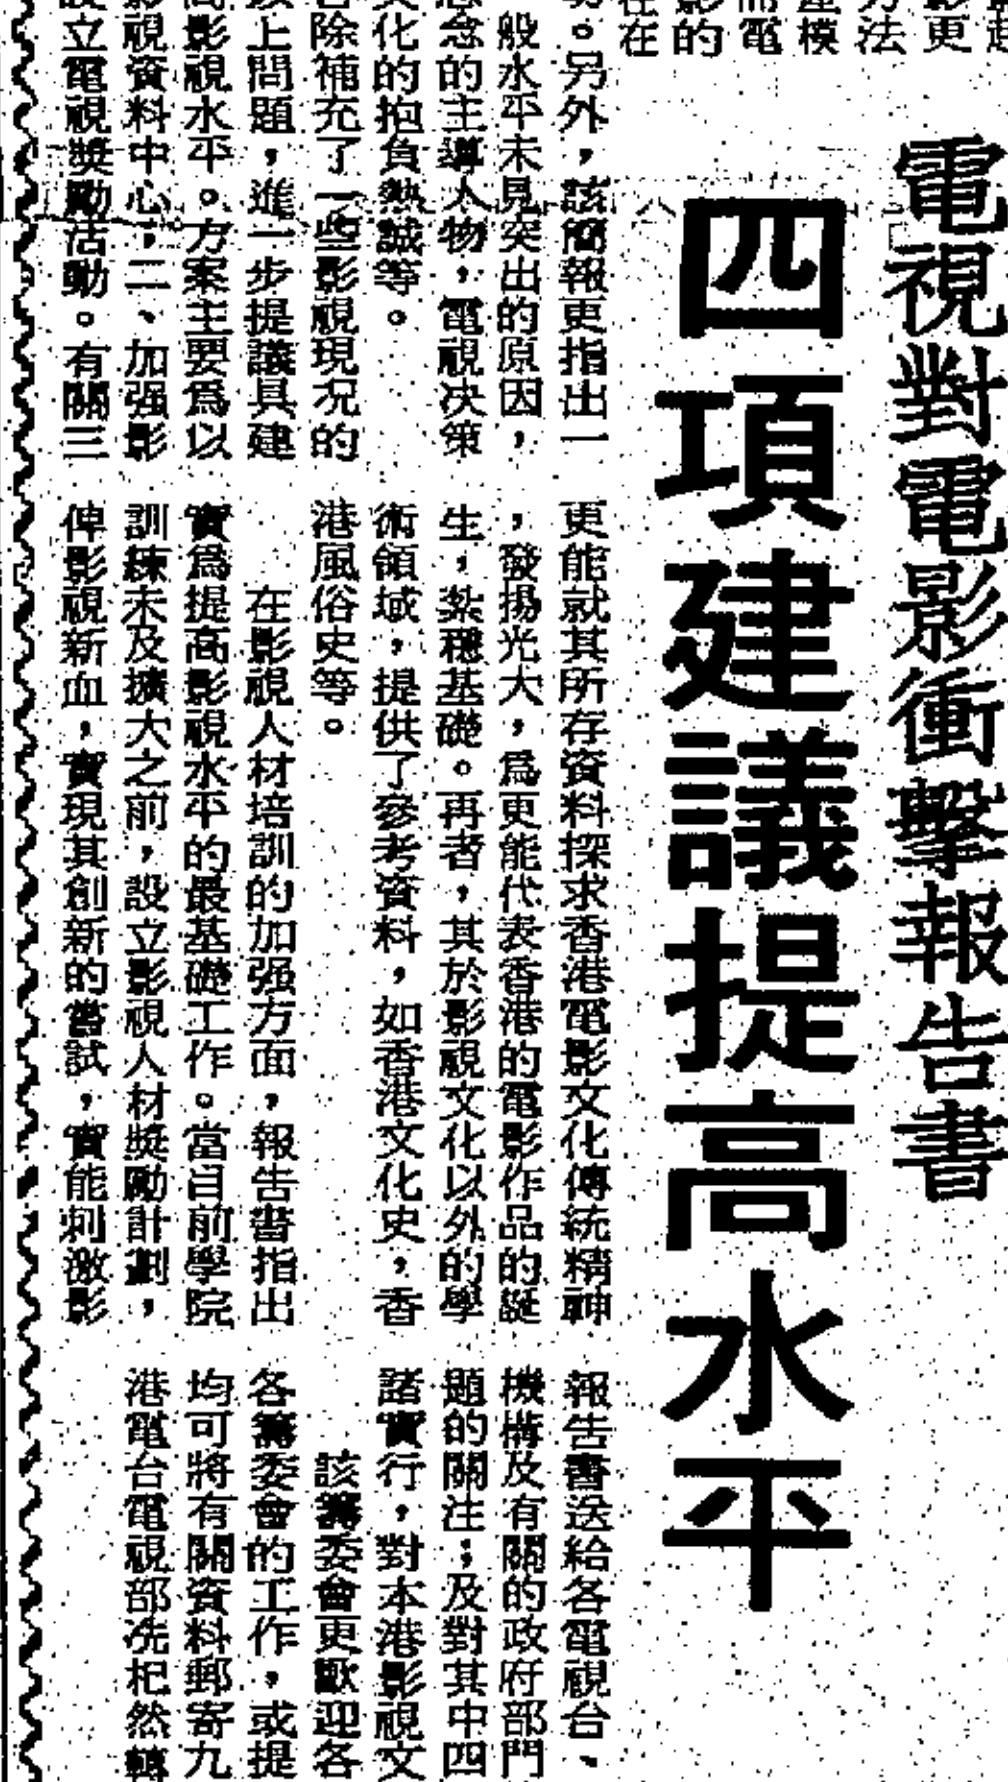 更
法
模
電
的
在
電視對電影衝擊報告書
四項建議提高水平
。另外，該簡報更指出一
般水平未見突出的原因，
念的主導人物，電視决策
化的抱負熱誠等。
除補充了一些影視現况的
上問題，進一步提議具建
影視水平。方案主要爲以
視資料中心；二、加强影
立電視獎勵活動。有關三
更能就其所存資料探求香港電影文化傳統精神
，發揚光大，爲更能代表香港的電影作品的誕
生，紮穩基礎。再者，其於影視文化以外的學
術領域，提供了參考資料，如香港文化史，香
港風俗史等。
在影視人材培訓的加强方面，報告書指出
實爲提高影視水平的最基礎工作。當目前學院
訓練未及擴大之前，設立影視人材獎勵計劃，
俾影視新血，實現其創新的嘗試，實能刺激影
報告書送給各電視台、
機構及有關的政府部門
題的關注；及對其中四
諸實行，對本港影視文
該籌委會更歡迎各
各籌委會的工作，或提
均可將有關資料郵寄九
港電台電視部冼杞然轉